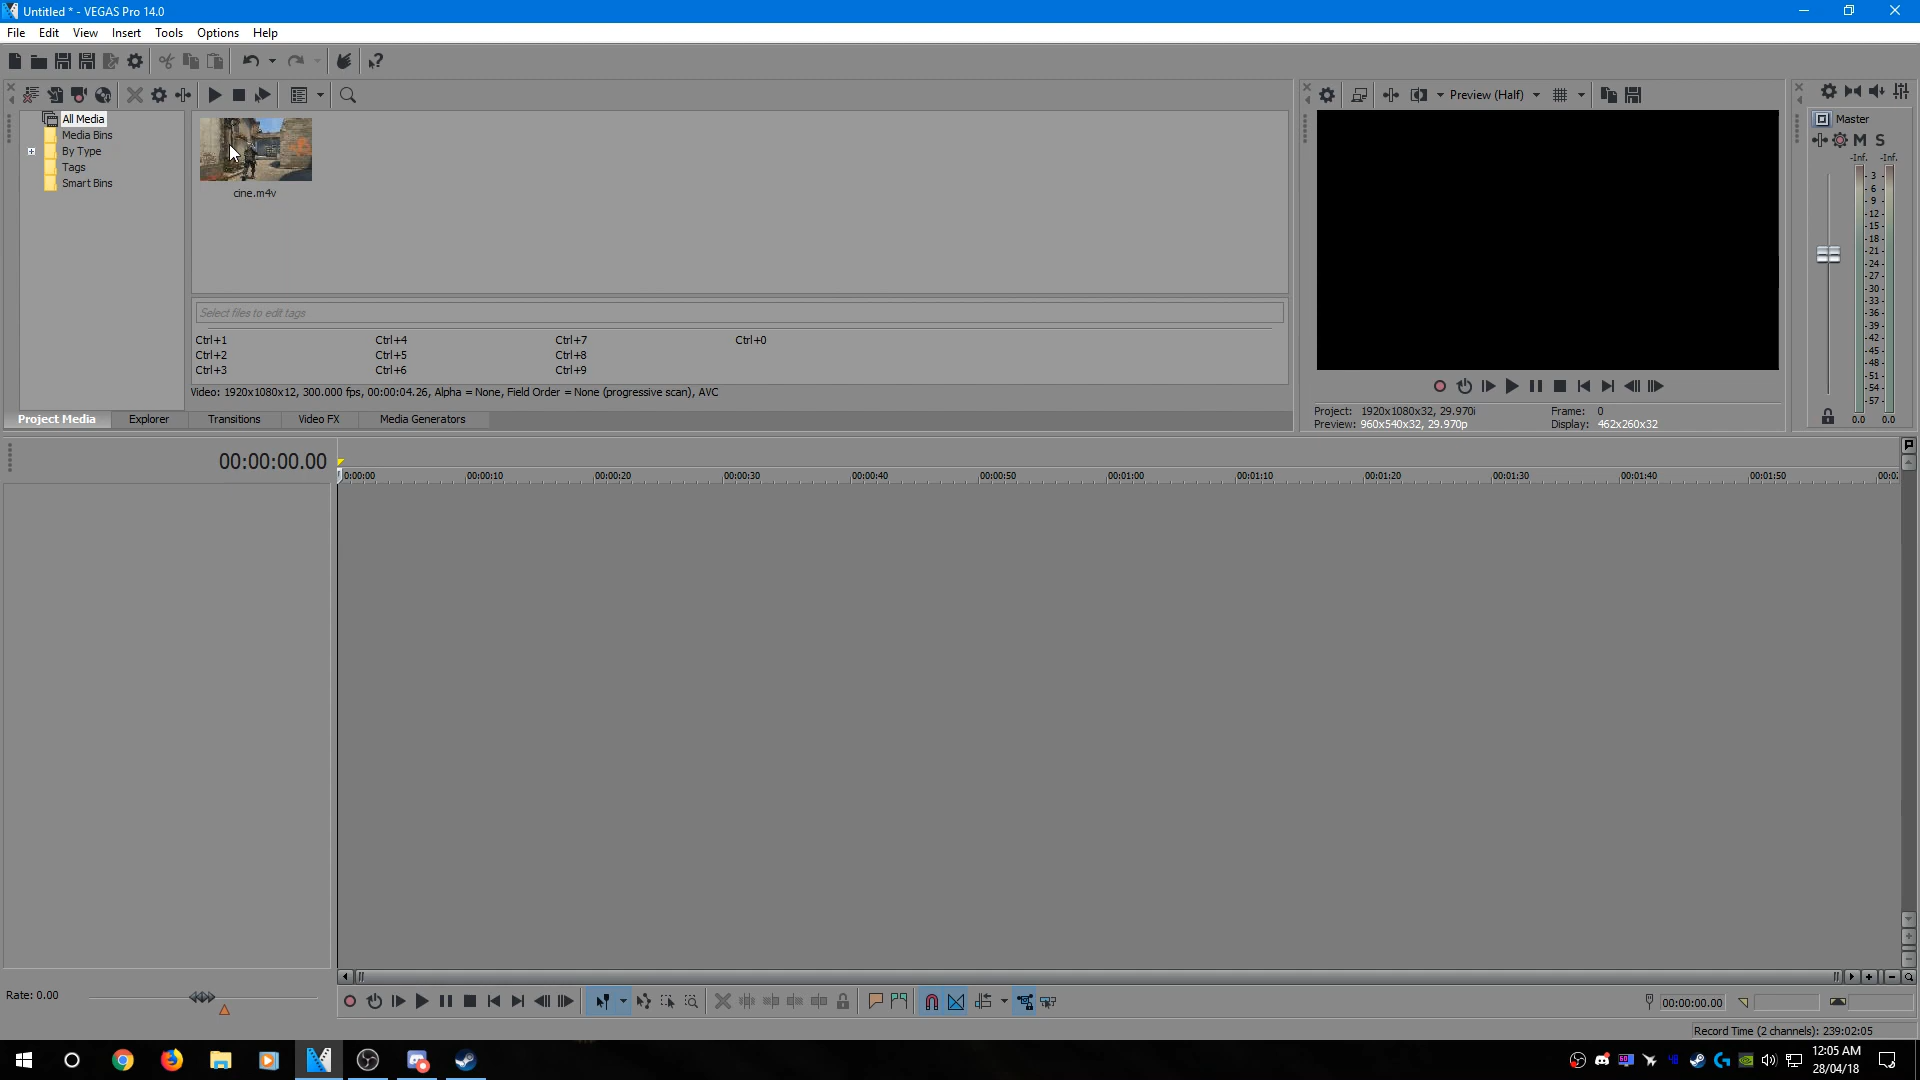 Untitled * - VEGAS Pro 14.0
File Edit View Insert Tools Options Help
Preview (Half)
All Media
Media Bins
By Type
Tags
Smart Bins
cine.m4v
Select files to edit tags
Ctrl+1 Ctrl+4 Ctrl+7 Ctrl+0
Ctrl+2 Ctrl+5 Ctrl+8
Ctrl+3 Ctrl+6 Ctrl+9
Video: 1920x1080x12, 300.000 fps, 00:00:04.26, Alpha = None, Field Order = None (progressive scan), AVC
Project Media Explorer Transitions Video FX Media Generators
Project: 1920x1080x32, 29.970i Frame: 0
Preview: 960x540x32, 29.970p Display: 462x260x32
Master
M S
-Inf. -Inf.
- 3 -
- 6 -
- 9 -
-12-
-15-
-18-
-21-
-24-
-27-
-30-
-33-
-36-
-39-
-42-
-45-
-48-
-51-
-54-
-57-
0.0 0.0
00:00:00.00
0:00:00 00:00:10 00:00:20 00:00:30 00:00:40 00:00:50 00:01:00 00:01:10 00:01:20 00:01:30 00:01:40 00:01:50
Rate: 0.00
00:00:00.00
Record Time (2 channels): 239:02:05
12:05 AM
28/04/18